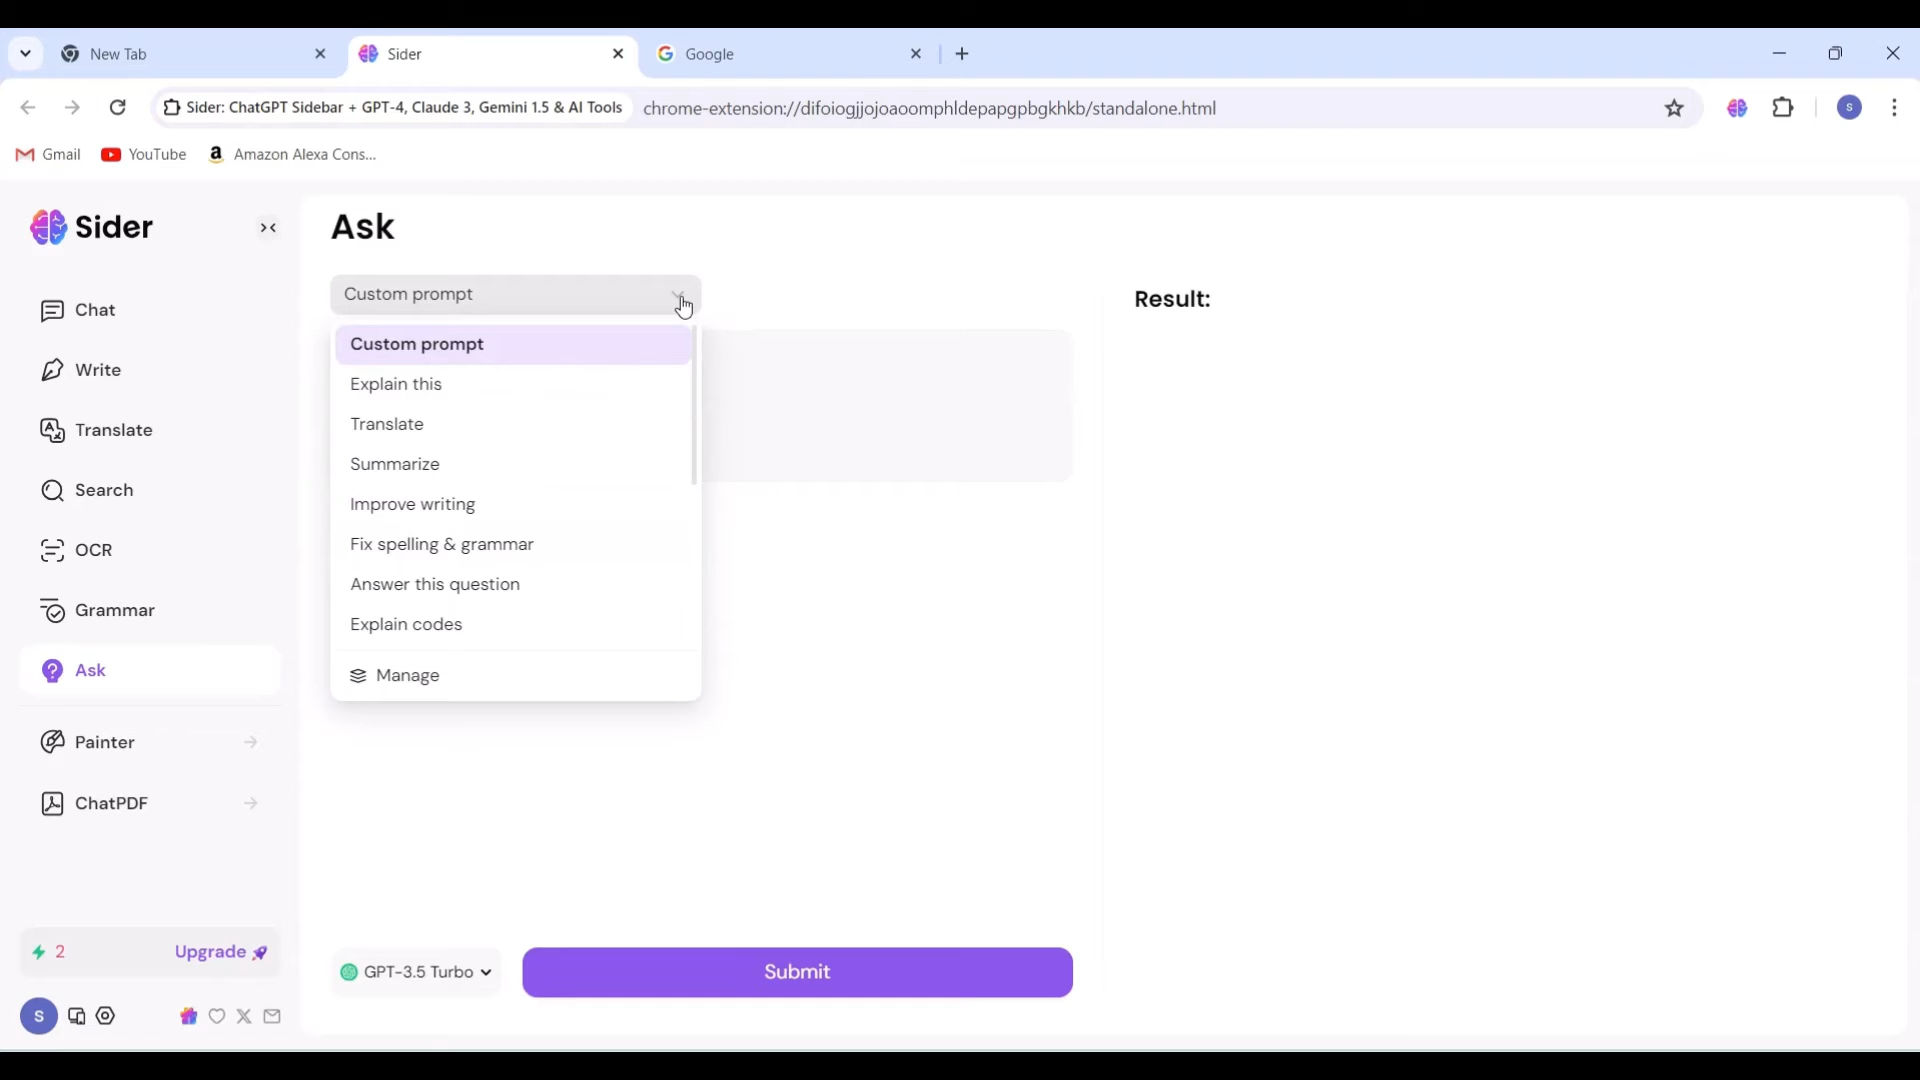 New Tab
Sider
Google
Sider: ChatGPT Sidebar + GPT-4, Claude 3, Gemini 1.5 & AI Tools
chrome-extension://difoiogjjojoaoomphldepapgpbgkhkb/standalone.html
S
Gmail
YouTube
Amazon Alexa Cons...
Sider
Chat
Write
Translate
Search
OCR
Grammar
Ask
Painter
ChatPDF
2
Upgrade
S
Ask
Custom prompt
Custom prompt
Explain this
Translate
Summarize
Improve writing
Fix spelling & grammar
Answer this question
Explain codes
Manage
GPT-3.5 Turbo
Submit
Result: